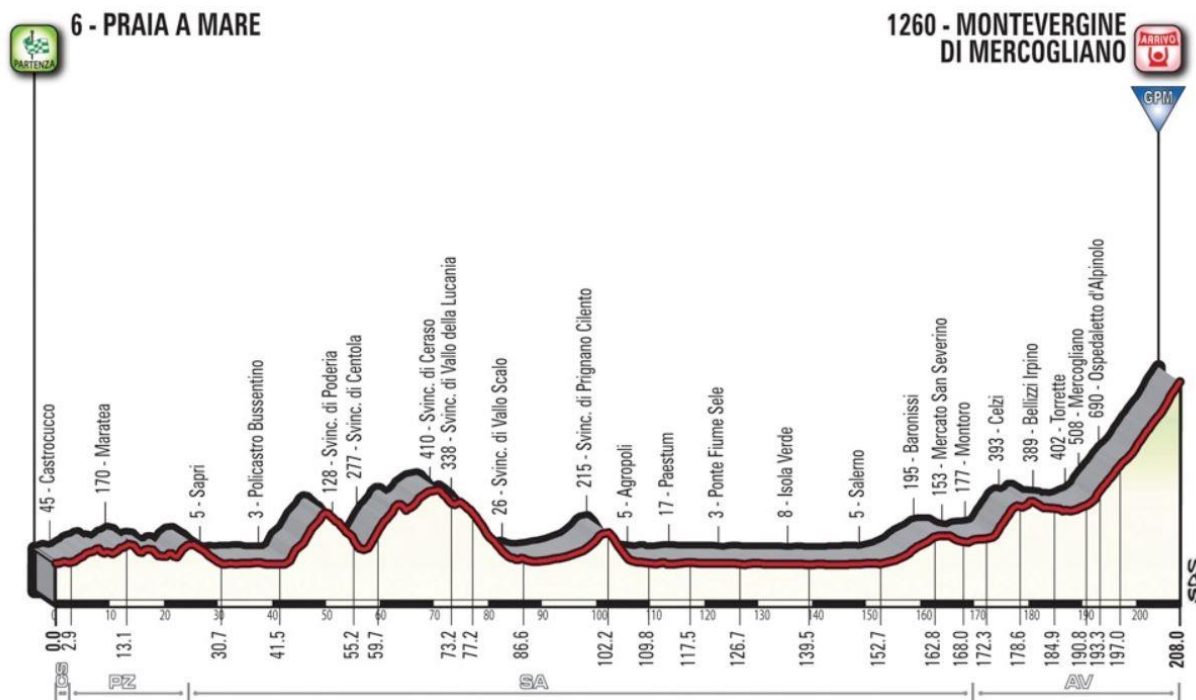 6 - PRAIA A MARE
PARTENZA
1260 - MONTEVERGINE
DI MERCOGLIANO
ARRIVO
GPM
45 - Castrocucco
170 - Maratea
5 - Sapri
3 - Policastro Bussentino
128 - Svinc. di Poderia
277 - Svinc. di Centola
410 - Svinc. di Ceraso
338 - Svinc. di Vallo della Lucania
26 - Svinc. di Vallo Scalo
215 - Svinc. di Prignano Cilento
5 - Agropoli
17 - Paestum
3 - Ponte Fiume Sele
8 - Isola Verde
5 - Salerno
195 - Baronissi
153 - Mercato San Severino
177 - Montoro
393 - Celzi
389 - Bellizzi Irpino
402 - Torrette
508 - Mercogliano
690 - Ospedaletto d'Alpinolo
SDS
0 10 20 30 40 50 60 70 80 90 100 110 120 130 140 150 160 170 180 190 200
0.0 2.9 13.1 30.7 41.5 55.2 59.7 73.2 77.2 86.6 102.2 109.8 117.5 126.7 139.5 152.7 162.8 168.0 172.3 178.6 184.9 190.8 193.3 197.0 208.0
CS PZ SA AV